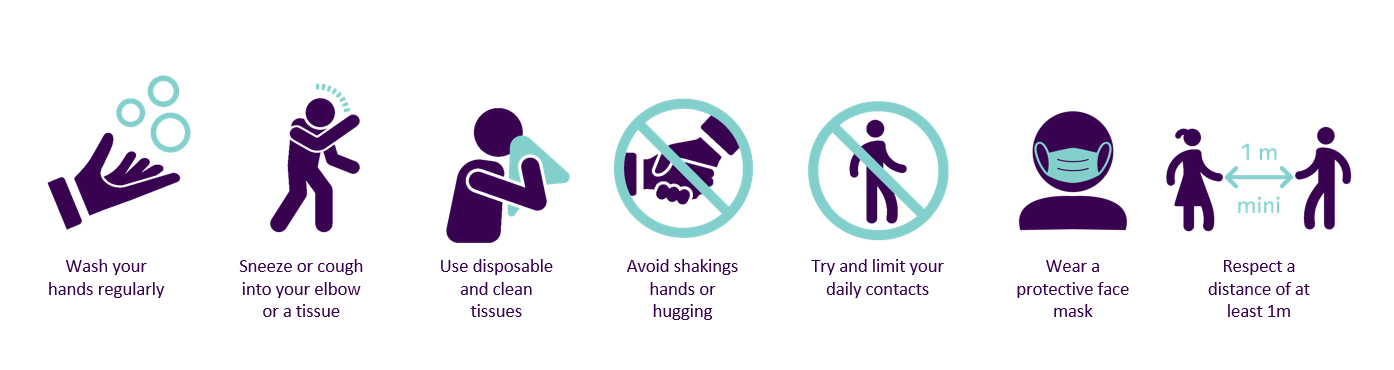 1 m
mini
Wash your
hands regularly
Sneeze or cough
into your elbow
or a tissue
Use disposable
and clean
tissues
Avoid shakings
hands or
hugging
Try and limit your
daily contacts
Wear a
protective face
mask
Respect a
distance of at
least 1m